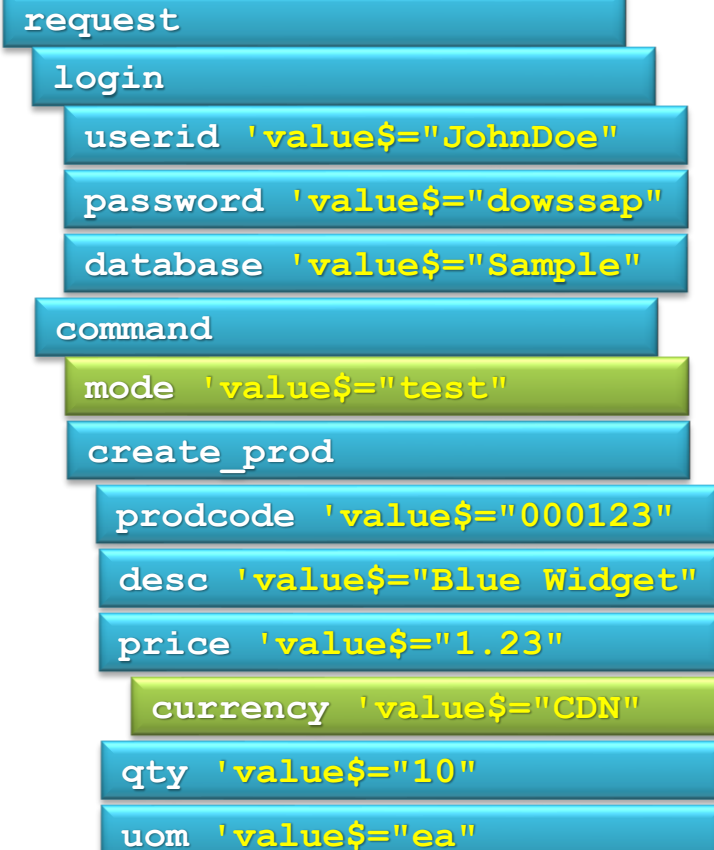 request
login
userid 'value$="JohnDoe"
password 'value$="dowssap"
database 'value$="Sample"
command
mode 'value$="test"
create_prod
prodcode 'value$="000123"
desc 'value$="Blue Widget"
price 'value$="1.23"
currency 'value$="CDN"
qty 'value$="10"
uom 'value$="ea"